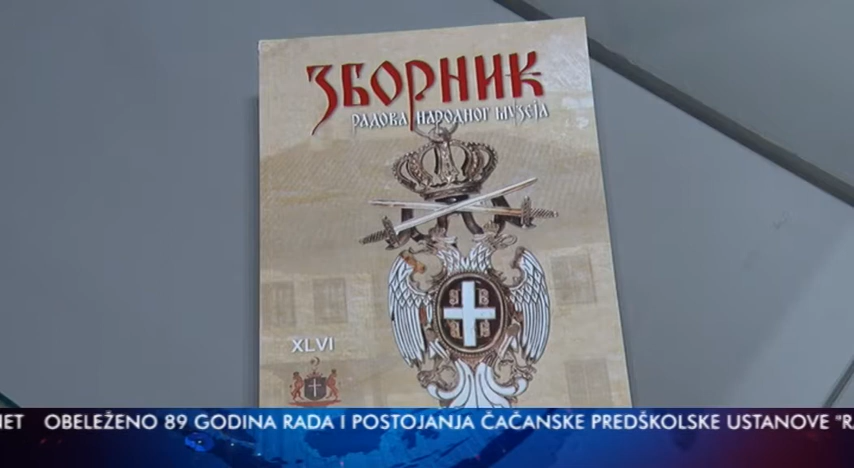 ЗБОРНИК
РАДОВА НАРОДНОГ МУЗЕЈА
XLVI
OBELEŽENO 89 GODINA RADA I POSTOJANJA ČAČANSKE PREDŠKOLSKE USTANOVE